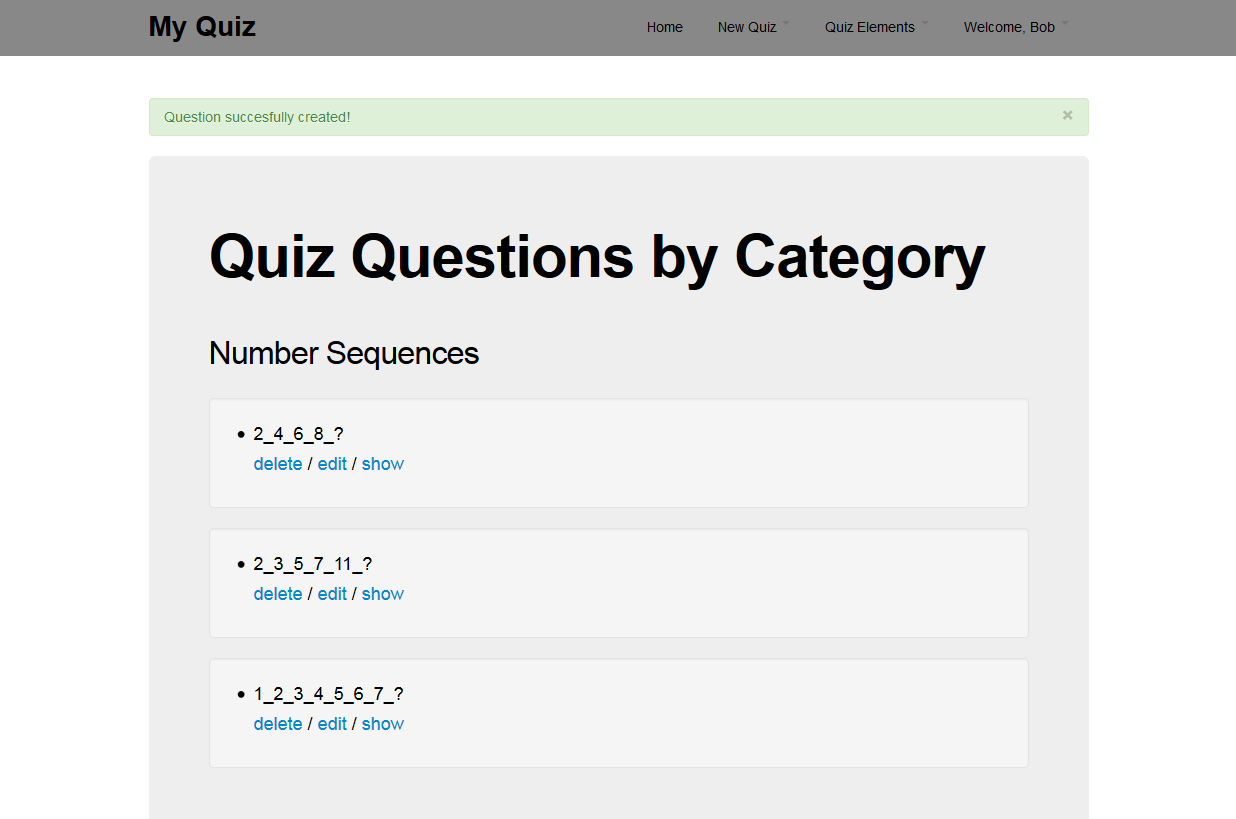 My Quiz
Home New Quiz Quiz Elements Welcome, Bob
Question succesfully created! ×
Quiz Questions by Category
Number Sequences
• 2_4_6_8_?
delete / edit / show
• 2_3_5_7_11_?
delete / edit / show
• 1_2_3_4_5_6_7_?
delete / edit / show